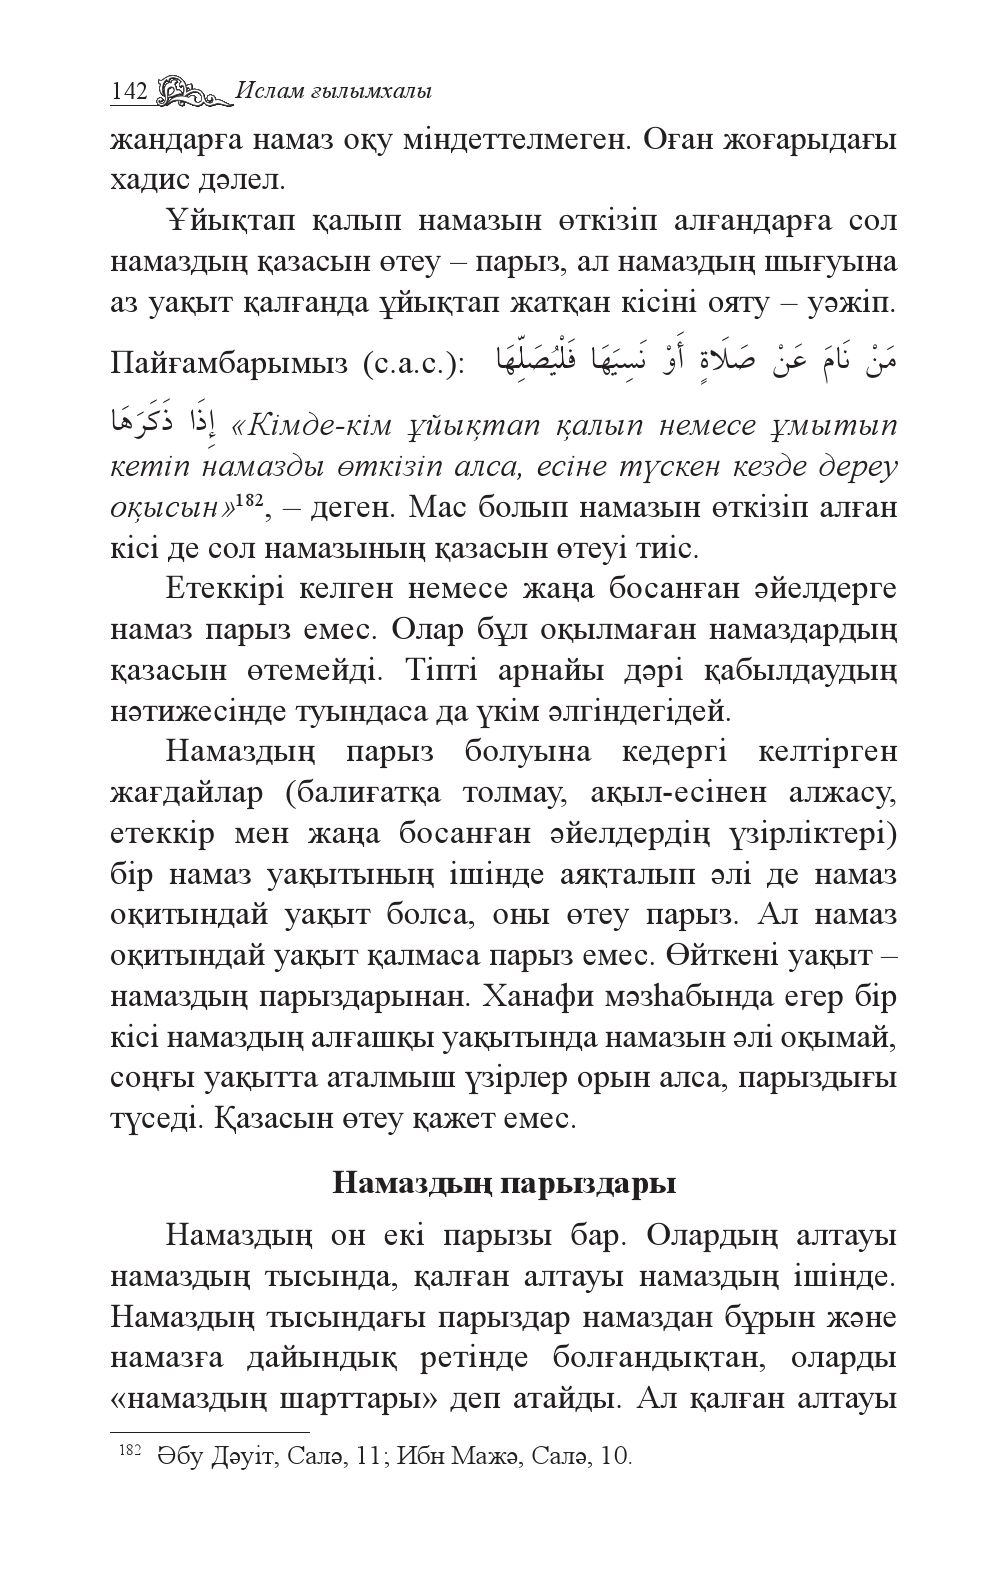 142 Ислам ғылымхалы
жандарға намаз оқу міндеттелмеген. Оған жоғарыдағы
хадис дәлел.
Ұйықтап қалып намазын өткізіп алғандарға сол
намаздың қазасын өтеу – парыз, ал намаздың шығуына
аз уақыт қалғанда ұйықтап жатқан кісіні ояту – уәжіп.
Пайғамбарымыз (с.а.с.): مَنْ نَامَ عَنْ صَلَاةٍ أَوْ نَسِيَهَا فَلْيُصَلِّهَا
إِذَا ذَكَرَهَا «Кімде-кім ұйықтап қалып немесе ұмытып
кетіп намазды өткізіп алса, есіне түскен кезде дереу
оқысын»182, – деген. Мас болып намазын өткізіп алған
кісі де сол намазының қазасын өтеуі тиіс.
Етеккірі келген немесе жаңа босанған әйелдерге
намаз парыз емес. Олар бұл оқылмаған намаздардың
қазасын өтемейді. Тіпті арнайы дәрі қабылдаудың
нәтижесінде туындаса да үкім әлгіндегідей.
Намаздың парыз болуына кедергі келтірген
жағдайлар (балиғатқа толмау, ақыл-есінен алжасу,
етеккір мен жаңа босанған әйелдердің үзірліктері)
бір намаз уақытының ішінде аяқталып әлі де намаз
оқитындай уақыт болса, оны өтеу парыз. Ал намаз
оқитындай уақыт қалмаса парыз емес. Өйткені уақыт –
намаздың парыздарынан. Ханафи мәзһабында егер бір
кісі намаздың алғашқы уақытында намазын әлі оқымай,
соңғы уақытта аталмыш үзірлер орын алса, парыздығы
түседі. Қазасын өтеу қажет емес.
Намаздың парыздары
Намаздың он екі парызы бар. Олардың алтауы
намаздың тысында, қалған алтауы намаздың ішінде.
Намаздың тысындағы парыздар намаздан бұрын және
намазға дайындық ретінде болғандықтан, оларды
«намаздың шарттары» деп атайды. Ал қалған алтауы
182 Әбу Дәуіт, Салә, 11; Ибн Мажә, Салә, 10.